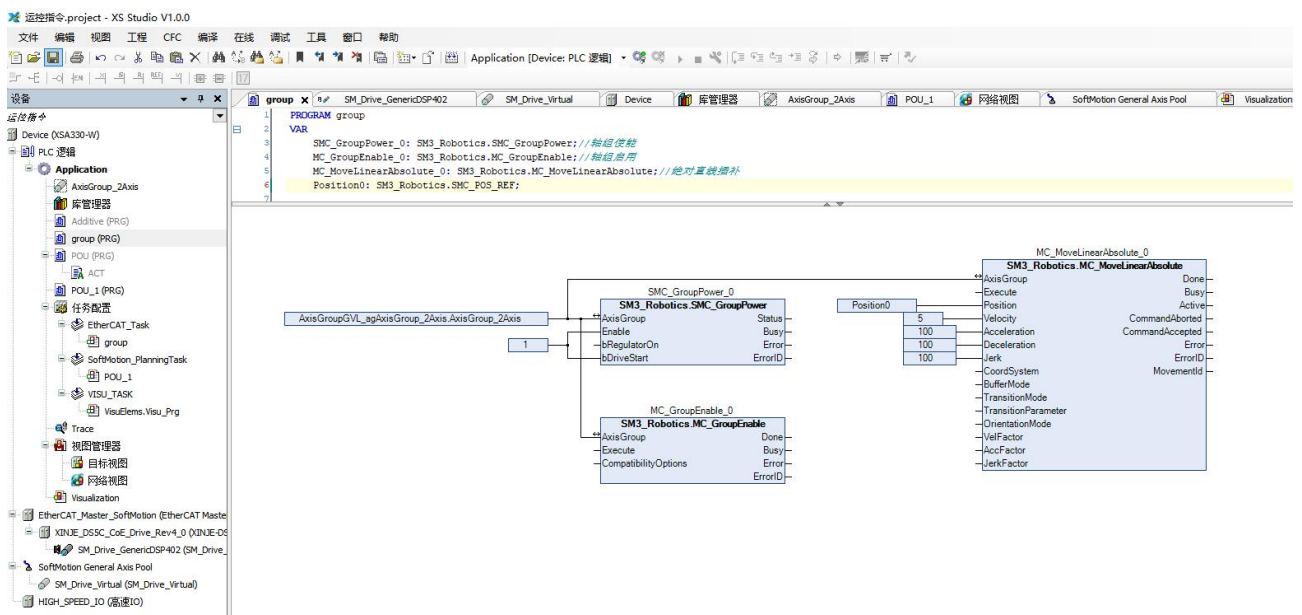 运控指令.project - XS Studio V1.0.0
文件 编辑 视图 工程 CFC 编译 在线 调试 工具 窗口 帮助
Application [Device: PLC 逻辑]
设备
group SM_Drive_GenericDSP402 SM_Drive_Virtual Device 库管理器 AxisGroup_2Axis POU_1 网络视图 SoftMotion General Axis Pool Visualization
运控指令
Device (XSA330-W)
PLC 逻辑
Application
AxisGroup_2Axis
库管理器
Additive (PRG)
group (PRG)
POU (PRG)
ACT
POU_1 (PRG)
任务配置
EtherCAT_Task
group
SoftMotion_PlanningTask
POU_1
VISU_TASK
VisuElems.Visu_Prg
Trace
视图管理器
目标视图
网络视图
Visualization
EtherCAT_Master_SoftMotion (EtherCAT Maste
XINJE_DS5C_CoE_Drive_Rev4_0 (XINJE-DS
SM_Drive_GenericDSP402 (SM_Drive_
SoftMotion General Axis Pool
SM_Drive_Virtual (SM_Drive_Virtual)
HIGH_SPEED_IO (高速IO)
1 PROGRAM group
2 VAR
3 SMC_GroupPower_0: SM3_Robotics.SMC_GroupPower;//轴组使能
4 MC_GroupEnable_0: SM3_Robotics.MC_GroupEnable;//轴组启用
5 MC_MoveLinearAbsolute_0: SM3_Robotics.MC_MoveLinearAbsolute;//绝对直线插补
6 Position0: SM3_Robotics.SMC_POS_REF;
7
AxisGroupGVL_agAxisGroup_2Axis.AxisGroup_2Axis
1
SMC_GroupPower_0
SM3_Robotics.SMC_GroupPower
AxisGroup Status
Enable Busy
bRegulatorOn Error
bDriveStart ErrorID
MC_GroupEnable_0
SM3_Robotics.MC_GroupEnable
AxisGroup Done
Execute Busy
CompatibilityOptions Error
ErrorID
MC_MoveLinearAbsolute_0
SM3_Robotics.MC_MoveLinearAbsolute
AxisGroup Done
Execute Busy
Position0 Position Active
5 Velocity CommandAborted
100 Acceleration CommandAccepted
100 Deceleration Error
100 Jerk ErrorID
CoordSystem MovementId
BufferMode
TransitionMode
TransitionParameter
OrientationMode
VelFactor
AccFactor
JerkFactor